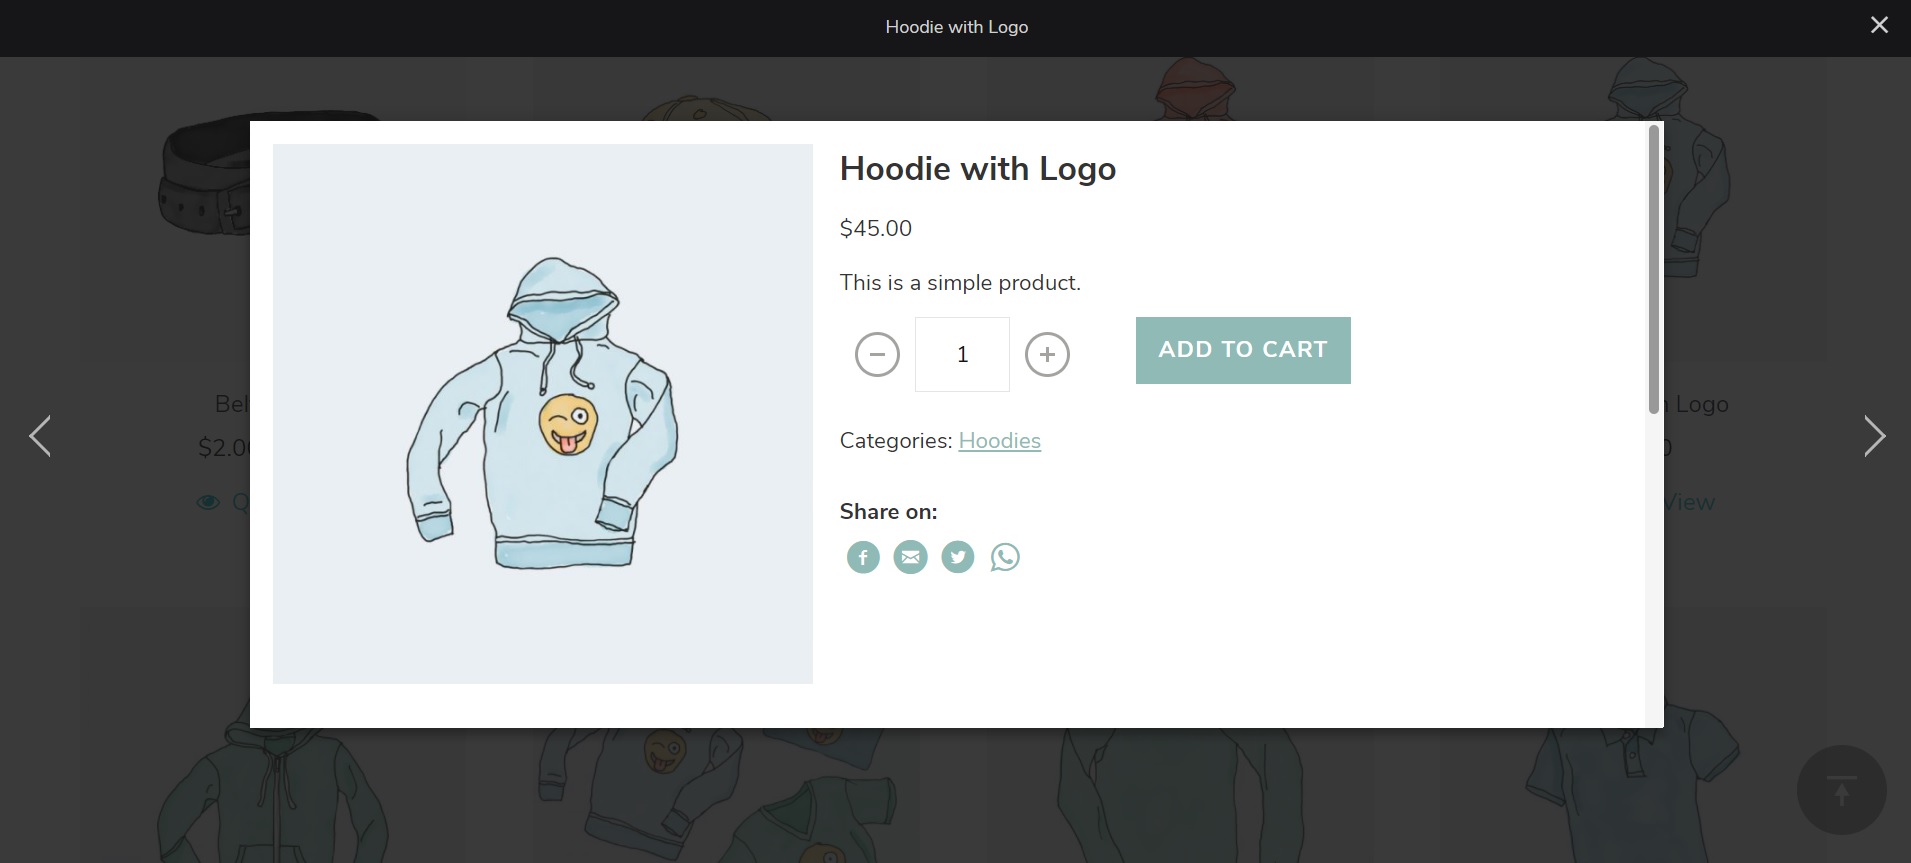 Hoodie with Logo
Hoodie with Logo
$45.00
This is a simple product.
1
ADD TO CART
Categories: Hoodies
Share on:
Bel
$2.0
Q
Logo
View